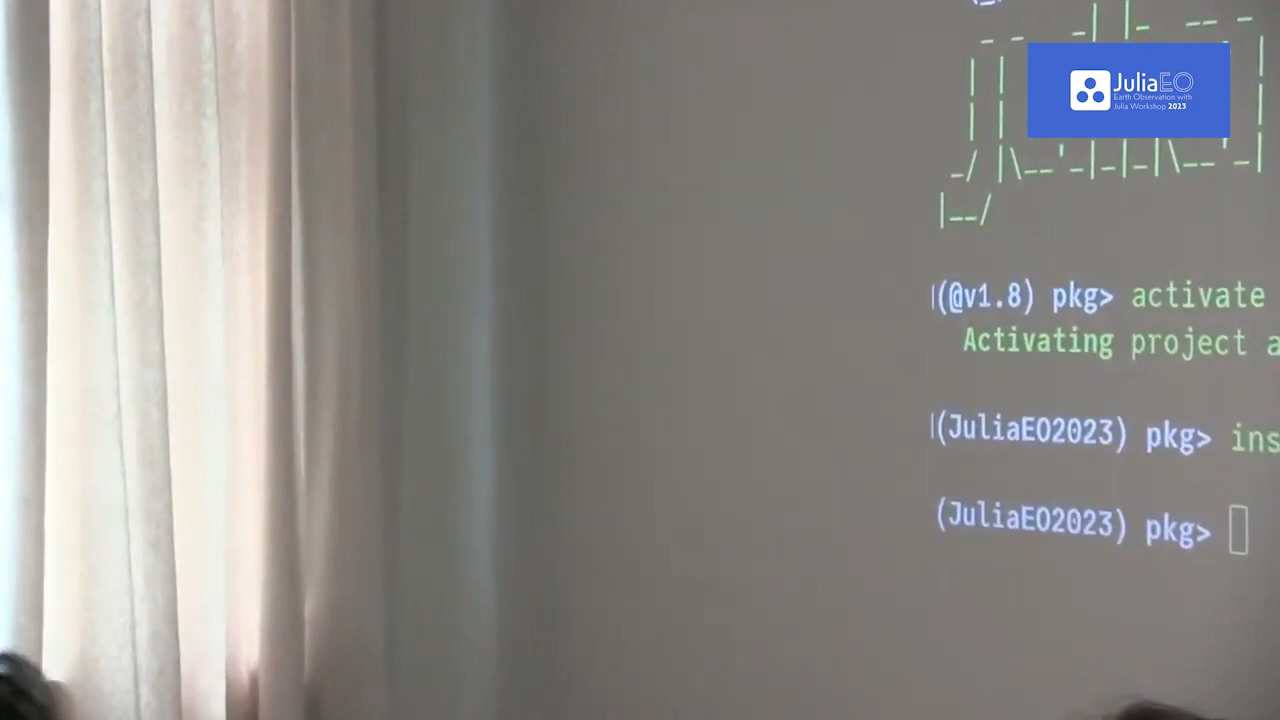 JuliaEO
Earth Observation with
Julia Workshop 2023
(@v1.8) pkg> activate
Activating project a
(JuliaEO2023) pkg> ins
(JuliaEO2023) pkg>